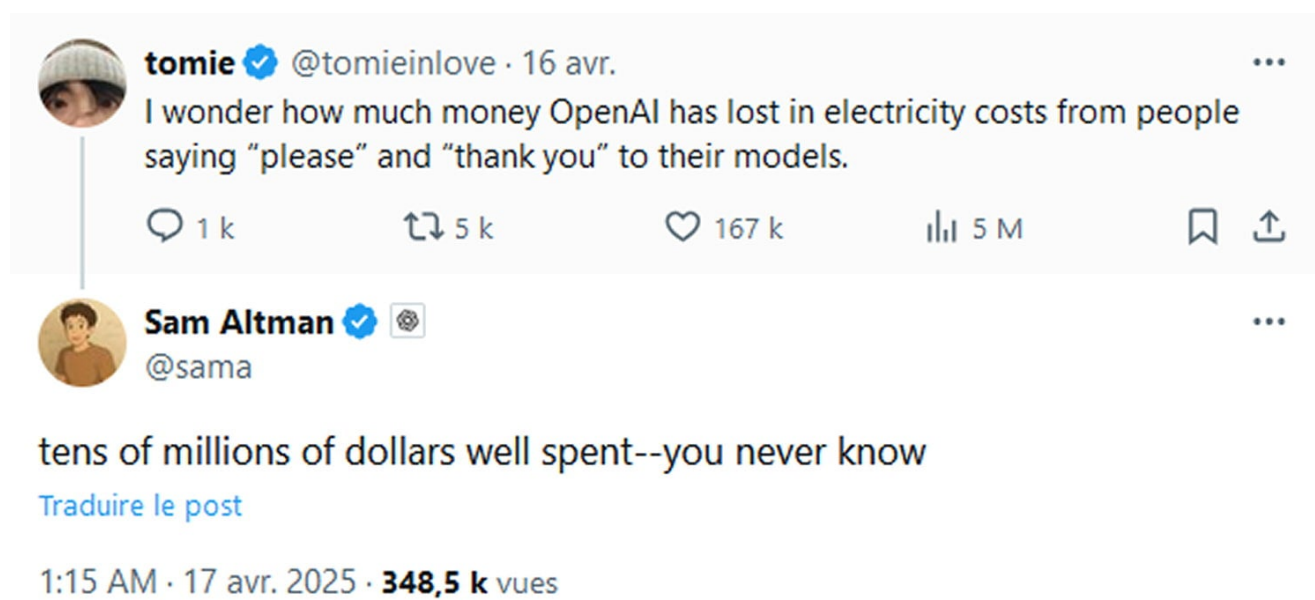 tomie @tomieinlove · 16 avr.
I wonder how much money OpenAI has lost in electricity costs from people
saying “please” and “thank you” to their models.
1 k 5 k 167 k 5 M
Sam Altman
@sama
tens of millions of dollars well spent--you never know
Traduire le post
1:15 AM · 17 avr. 2025 · 348,5 k vues